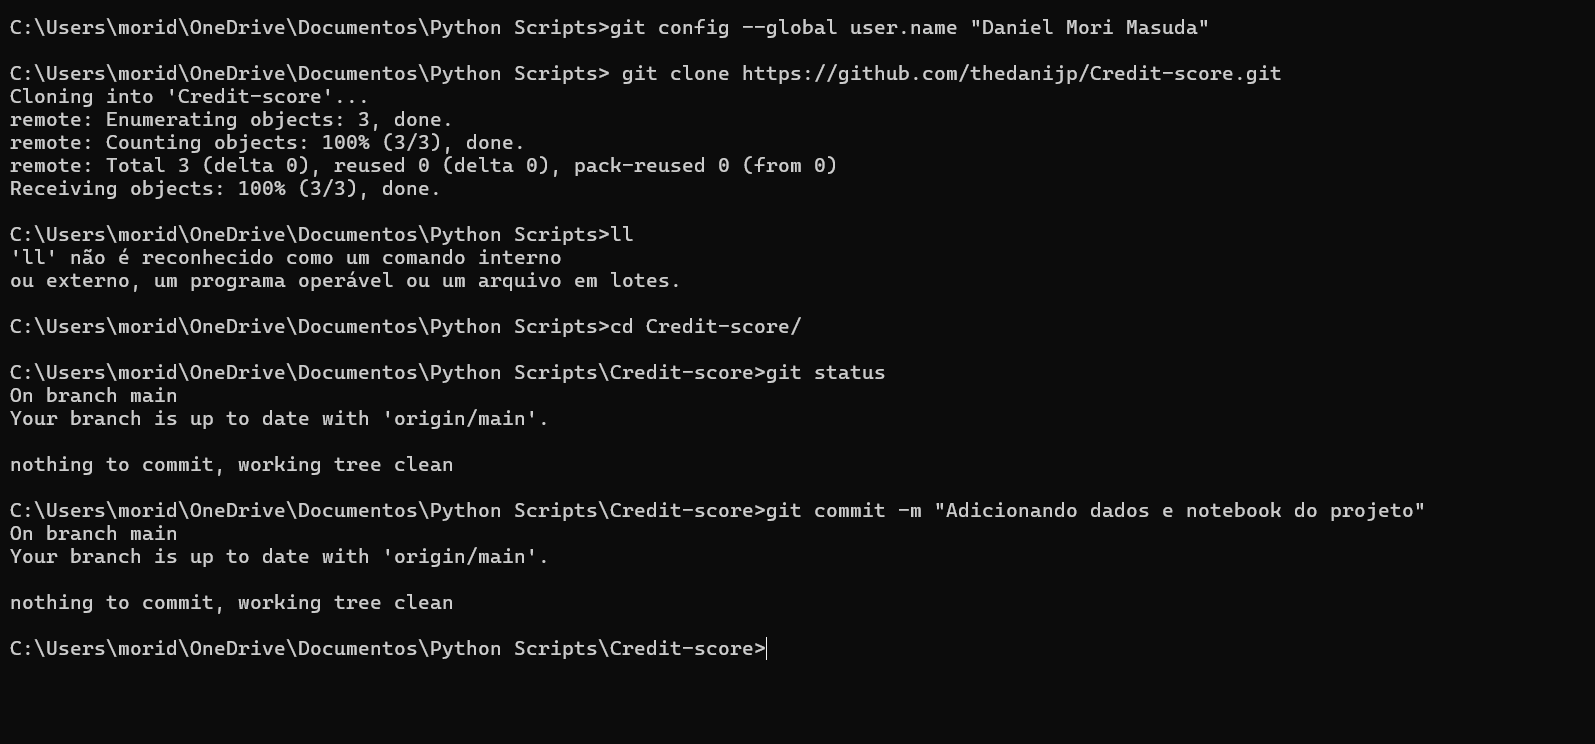 C:\Users\morid\OneDrive\Documentos\Python Scripts>git config --global user.name "Daniel Mori Masuda"
C:\Users\morid\OneDrive\Documentos\Python Scripts> git clone https://github.com/thedanijp/Credit-score.git
Cloning into 'Credit-score'...
remote: Enumerating objects: 3, done.
remote: Counting objects: 100% (3/3), done.
remote: Total 3 (delta 0), reused 0 (delta 0), pack-reused 0 (from 0)
Receiving objects: 100% (3/3), done.
C:\Users\morid\OneDrive\Documentos\Python Scripts>ll
'll' não é reconhecido como um comando interno
ou externo, um programa operável ou um arquivo em lotes.
C:\Users\morid\OneDrive\Documentos\Python Scripts>cd Credit-score/
C:\Users\morid\OneDrive\Documentos\Python Scripts\Credit-score>git status
On branch main
Your branch is up to date with 'origin/main'.
nothing to commit, working tree clean
C:\Users\morid\OneDrive\Documentos\Python Scripts\Credit-score>git commit -m "Adicionando dados e notebook do projeto"
On branch main
Your branch is up to date with 'origin/main'.
nothing to commit, working tree clean
C:\Users\morid\OneDrive\Documentos\Python Scripts\Credit-score>